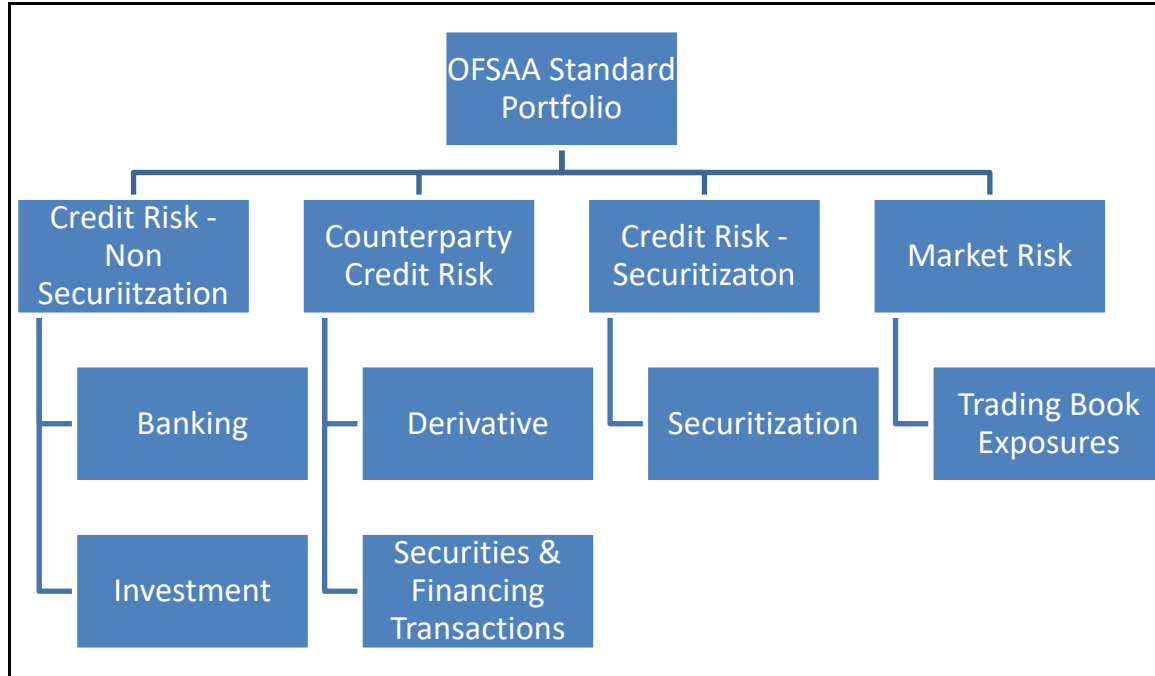 OFSAA Standard
Portfolio
Credit Risk -
Non
Securiitzation
Counterparty
Credit Risk
Credit Risk -
Securitizaton
Market Risk
Banking
Derivative
Securitization
Trading Book
Exposures
Investment
Securities &
Financing
Transactions